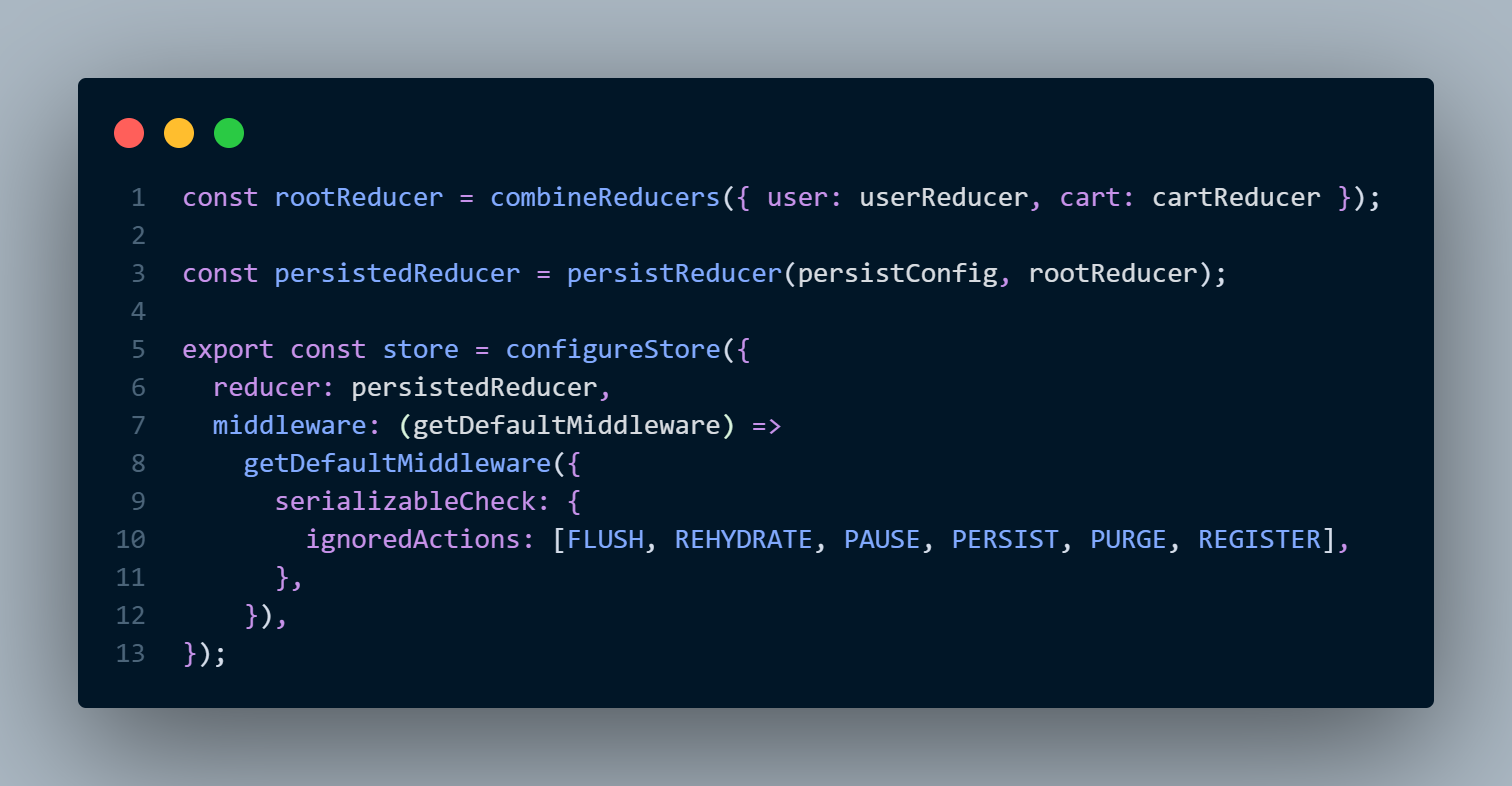 1 const rootReducer = combineReducers({ user: userReducer, cart: cartReducer });
2
3 const persistedReducer = persistReducer(persistConfig, rootReducer);
4
5 export const store = configureStore({
6   reducer: persistedReducer,
7   middleware: (getDefaultMiddleware) =>
8     getDefaultMiddleware({
9       serializableCheck: {
10         ignoredActions: [FLUSH, REHYDRATE, PAUSE, PERSIST, PURGE, REGISTER],
11       },
12     }),
13 });